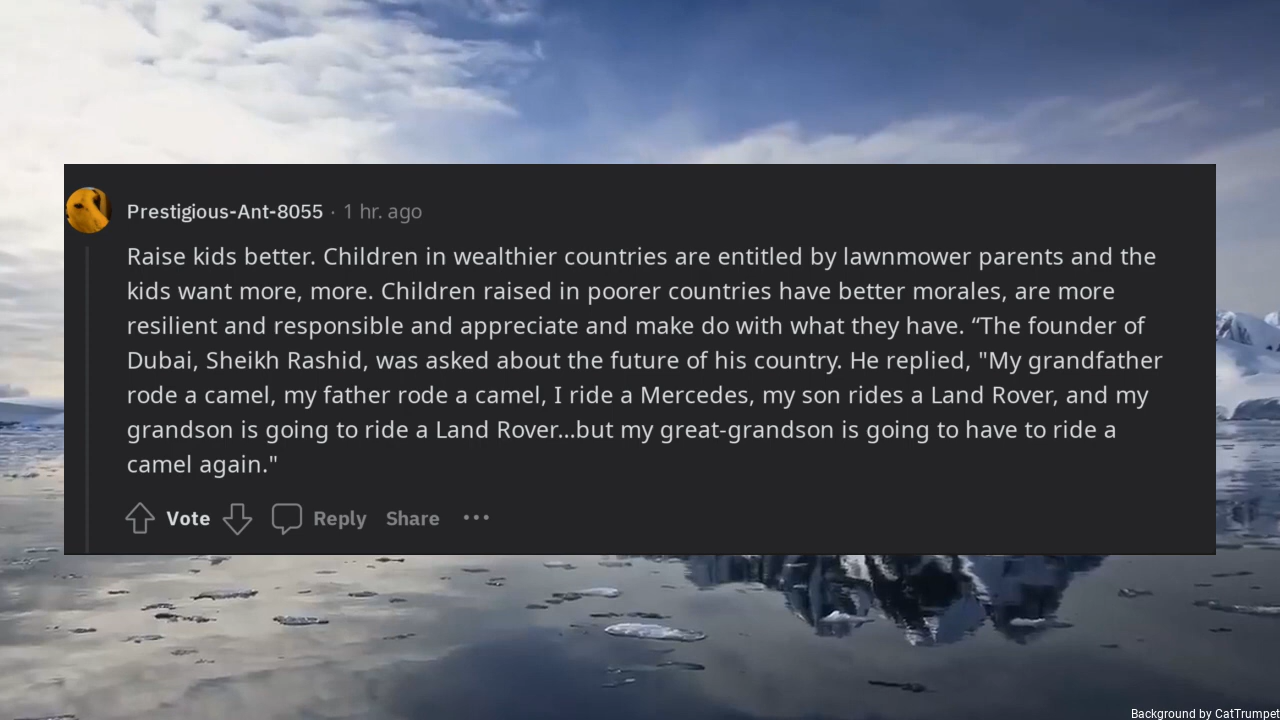 Prestigious-Ant-8055 · 1 hr. ago
Raise kids better. Children in wealthier countries are entitled by lawnmower parents and the
kids want more, more. Children raised in poorer countries have better morales, are more
resilient and responsible and appreciate and make do with what they have. “The founder of
Dubai, Sheikh Rashid, was asked about the future of his country. He replied, "My grandfather
rode a camel, my father rode a camel, I ride a Mercedes, my son rides a Land Rover, and my
grandson is going to ride a Land Rover…but my great-grandson is going to have to ride a
camel again."
Vote Reply Share ···
Background by CatTrumpet